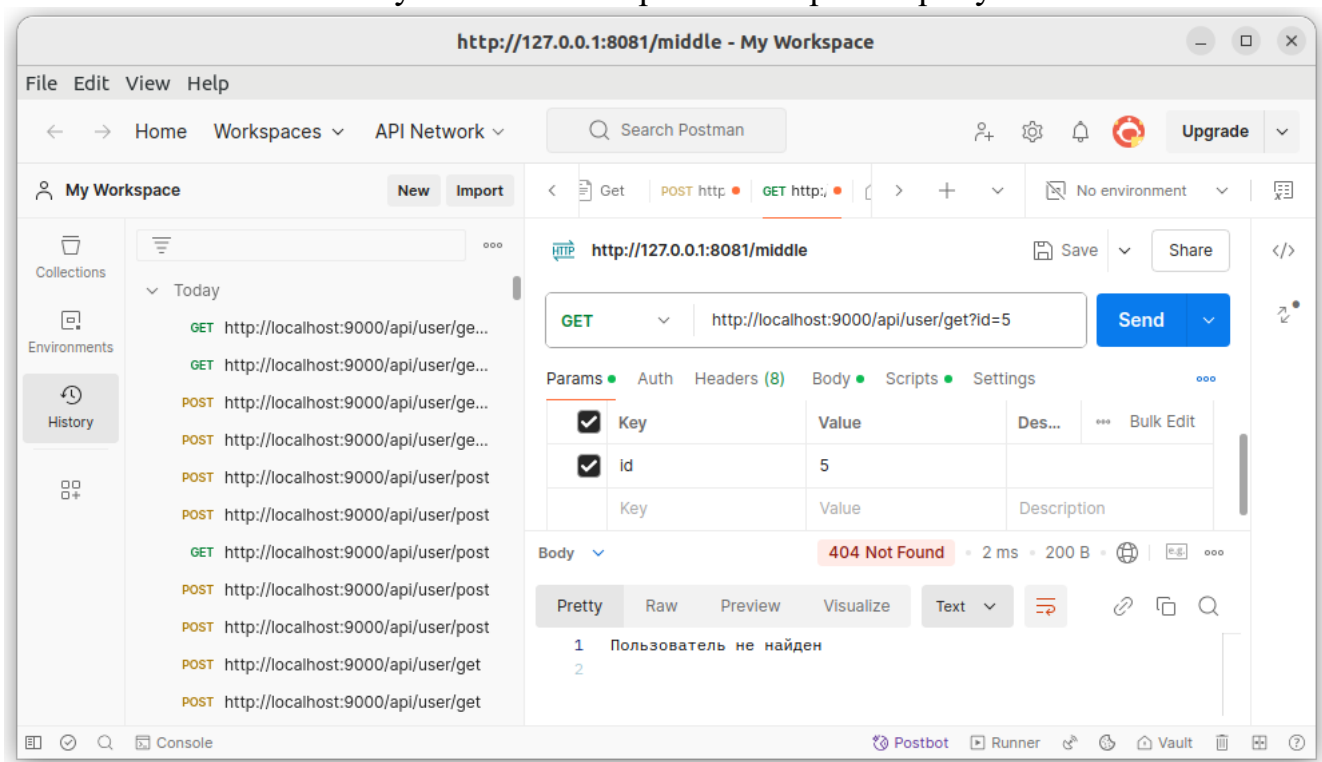 http://127.0.0.1:8081/middle - My Workspace
File Edit View Help
Home Workspaces API Network Search Postman Upgrade
My Workspace New Import Get POST http GET http:/ No environment
Collections
Environments
History
Today
GET http://localhost:9000/api/user/ge...
GET http://localhost:9000/api/user/ge...
POST http://localhost:9000/api/user/ge...
POST http://localhost:9000/api/user/ge...
POST http://localhost:9000/api/user/post
POST http://localhost:9000/api/user/post
GET http://localhost:9000/api/user/post
POST http://localhost:9000/api/user/post
POST http://localhost:9000/api/user/post
POST http://localhost:9000/api/user/get
POST http://localhost:9000/api/user/get
HTTP http://127.0.0.1:8081/middle Save Share </>
GET http://localhost:9000/api/user/get?id=5 Send
Params Auth Headers (8) Body Scripts Settings
Key Value Des... Bulk Edit
id 5
Key Value Description
Body 404 Not Found 2 ms 200 B e.g.
Pretty Raw Preview Visualize Text
1 Пользователь не найден
2
Console Postbot Runner Vault